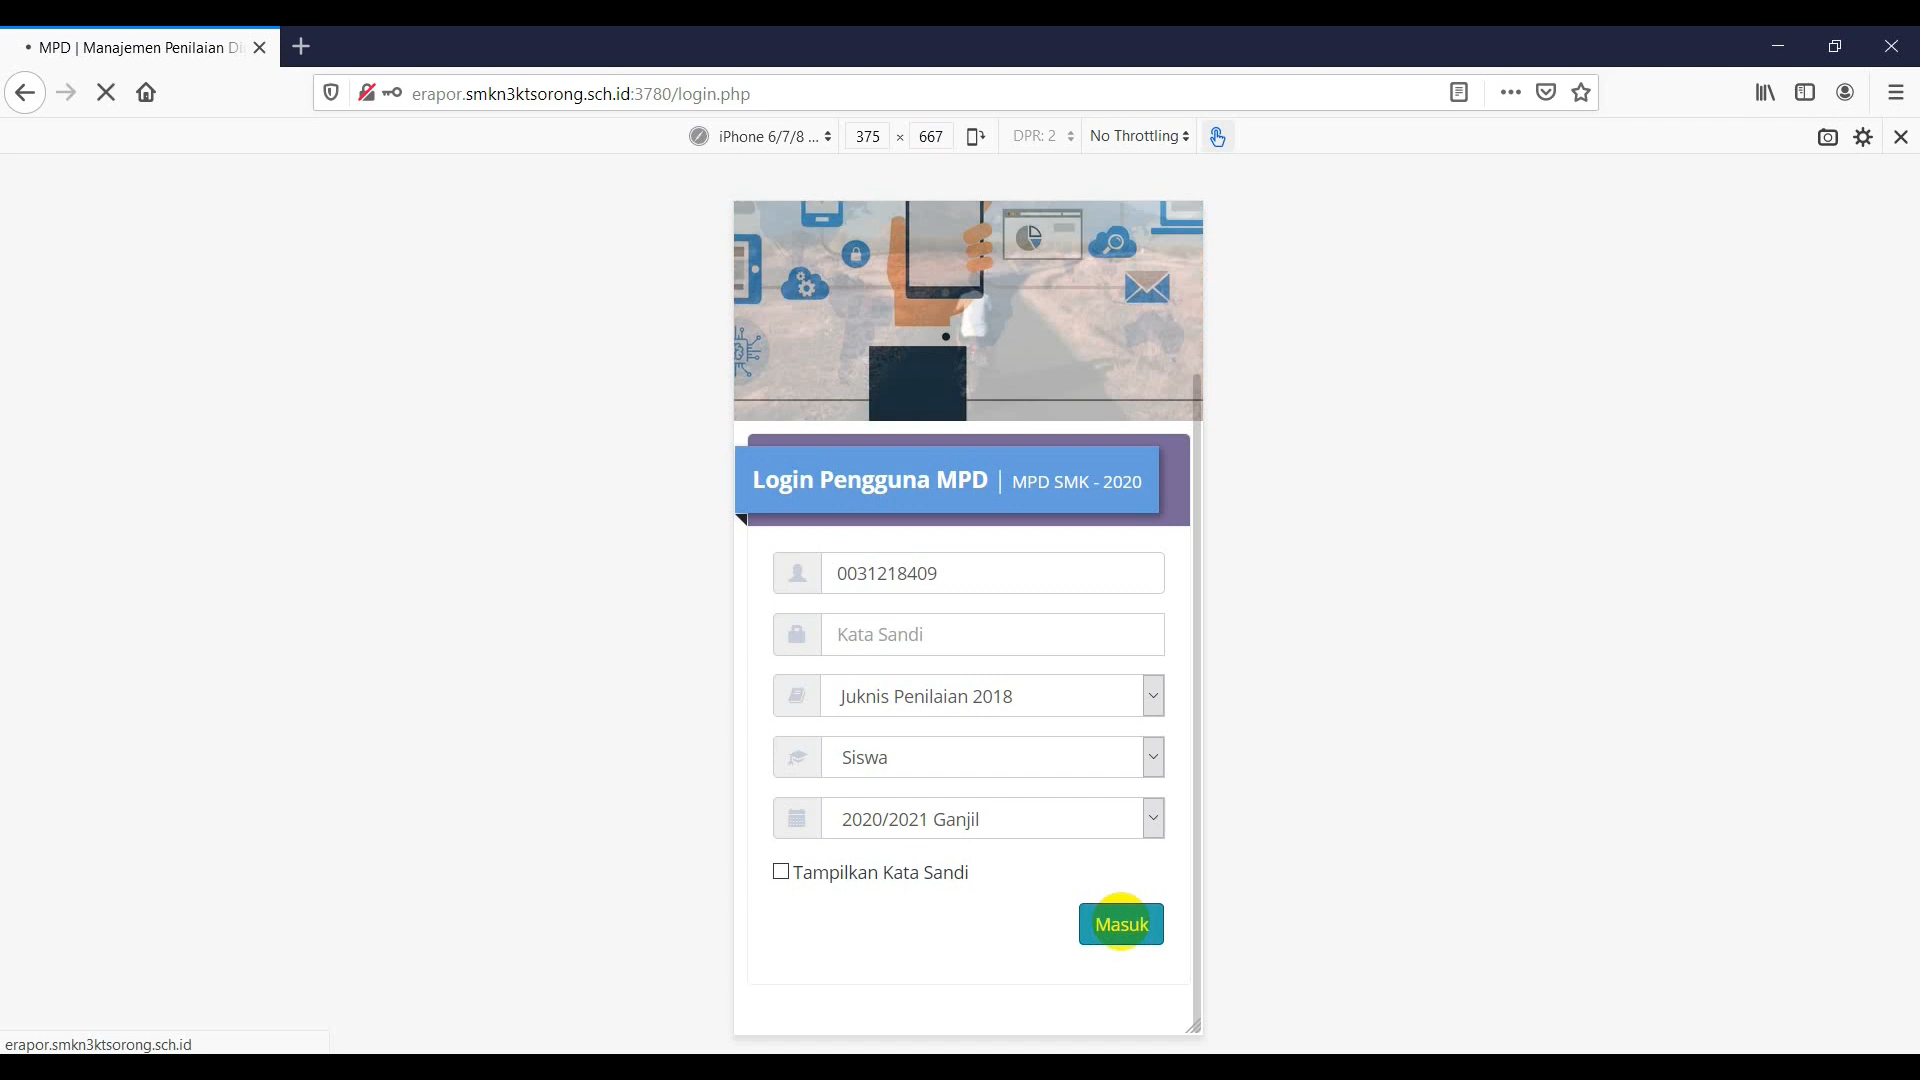 MPD | Manajemen Penilaian Di
erapor.smkn3ktsorong.sch.id:3780/login.php
iPhone 6/7/8 ... 375 × 667 DPR: 2 No Throttling
Login Pengguna MPD | MPD SMK - 2020
0031218409
Kata Sandi
Juknis Penilaian 2018
Siswa
2020/2021 Ganjil
Tampilkan Kata Sandi
Masuk
erapor.smkn3ktsorong.sch.id